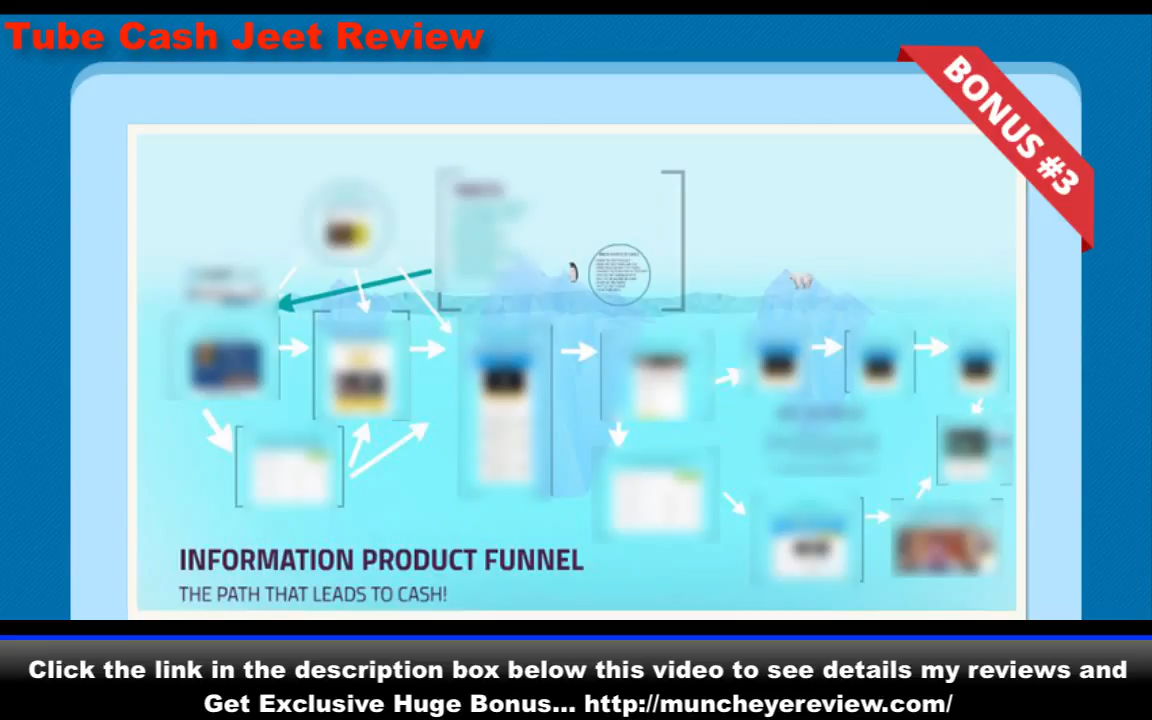 Tube Cash Jeet Review
BONUS #3
INFORMATION PRODUCT FUNNEL
THE PATH THAT LEADS TO CASH!
Click the link in the description box below this video to see details my reviews and
Get Exclusive Huge Bonus... http://muncheyereview.com/